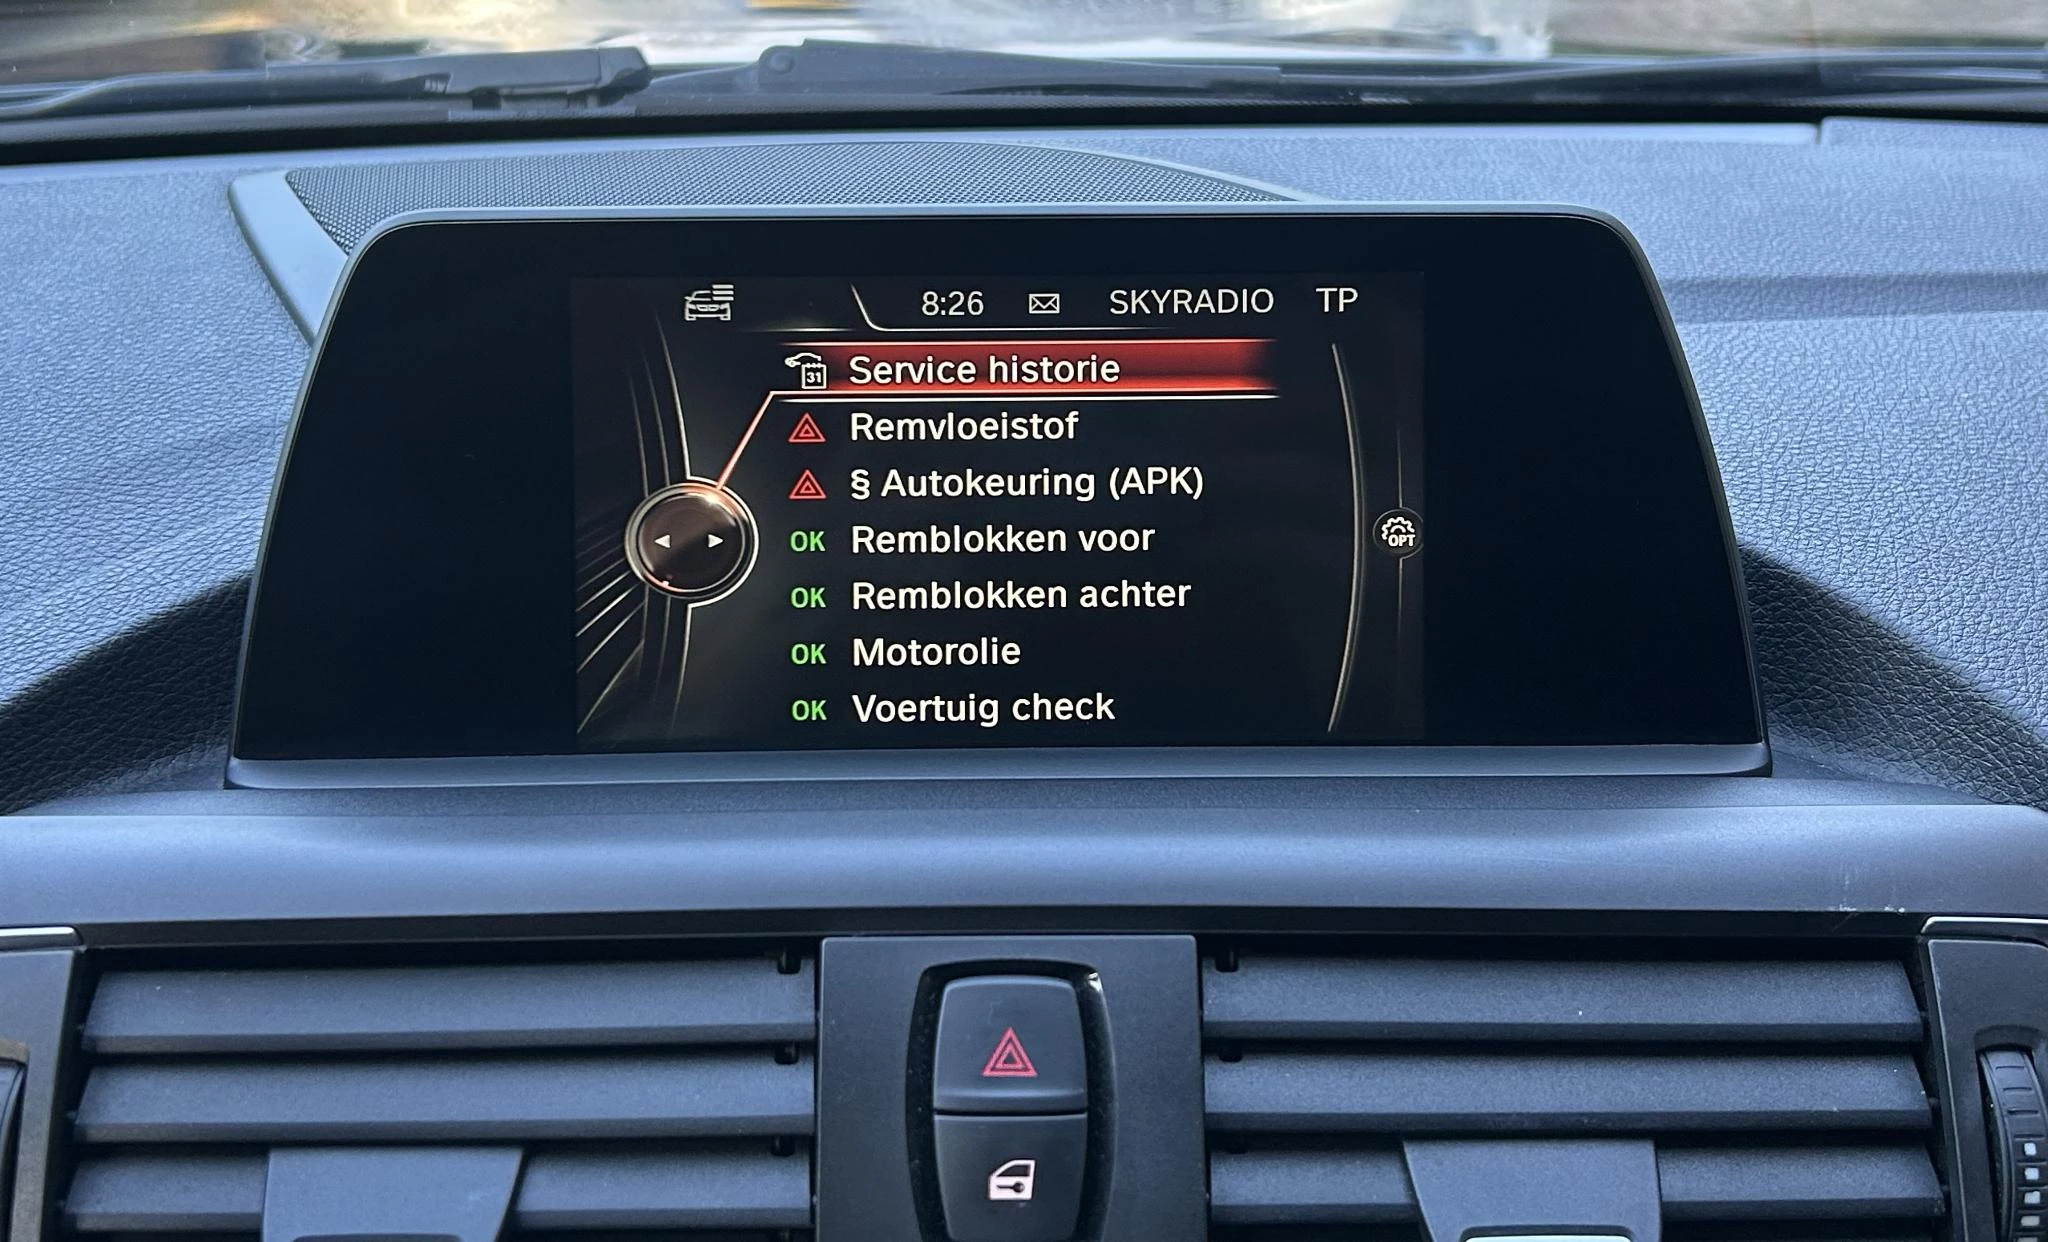 8:26 SKYRADIO TP
31 Service historie
Remvloeistof
§ Autokeuring (APK)
OK Remblokken voor
OPT
OK Remblokken achter
OK Motorolie
OK Voertuig check